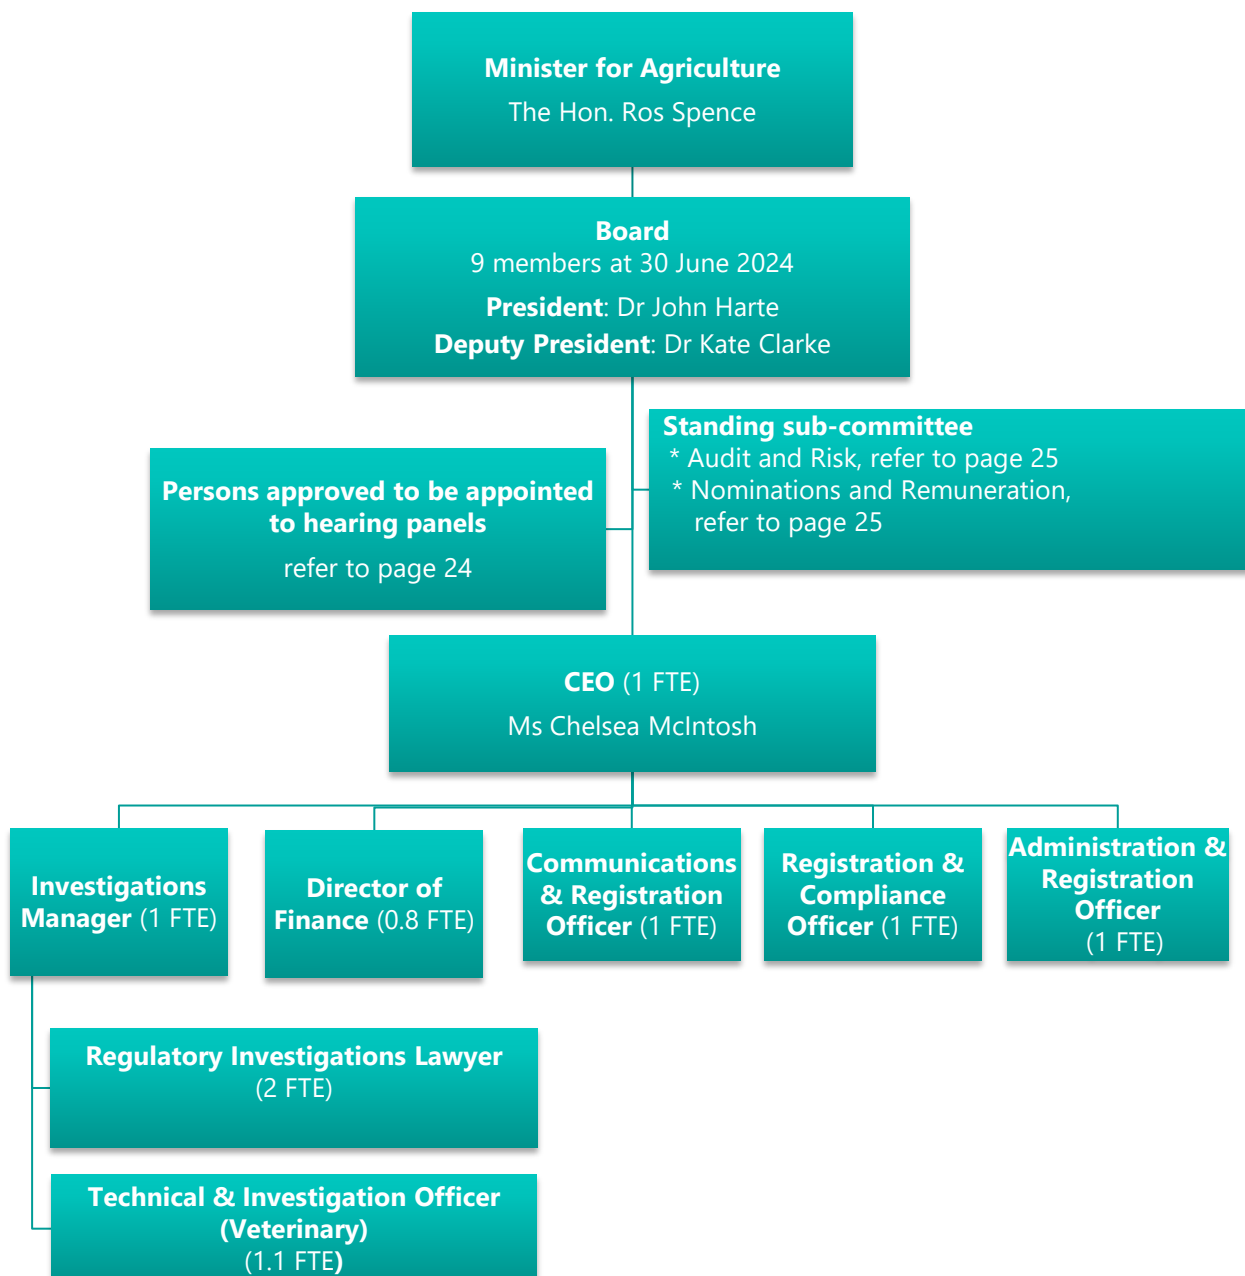 Minister for Agriculture
The Hon. Ros Spence
Board
9 members at 30 June 2024
President: Dr John Harte
Deputy President: Dr Kate Clarke
Standing sub-committee
* Audit and Risk, refer to page 25
* Nominations and Remuneration,
refer to page 25
Persons approved to be appointed
to hearing panels
refer to page 24
CEO (1 FTE)
Ms Chelsea McIntosh
Investigations
Manager (1 FTE)
Director of
Finance (0.8 FTE)
Communications
& Registration
Officer (1 FTE)
Registration &
Compliance
Officer (1 FTE)
Administration &
Registration
Officer
(1 FTE)
Regulatory Investigations Lawyer
(2 FTE)
Technical & Investigation Officer
(Veterinary)
(1.1 FTE)